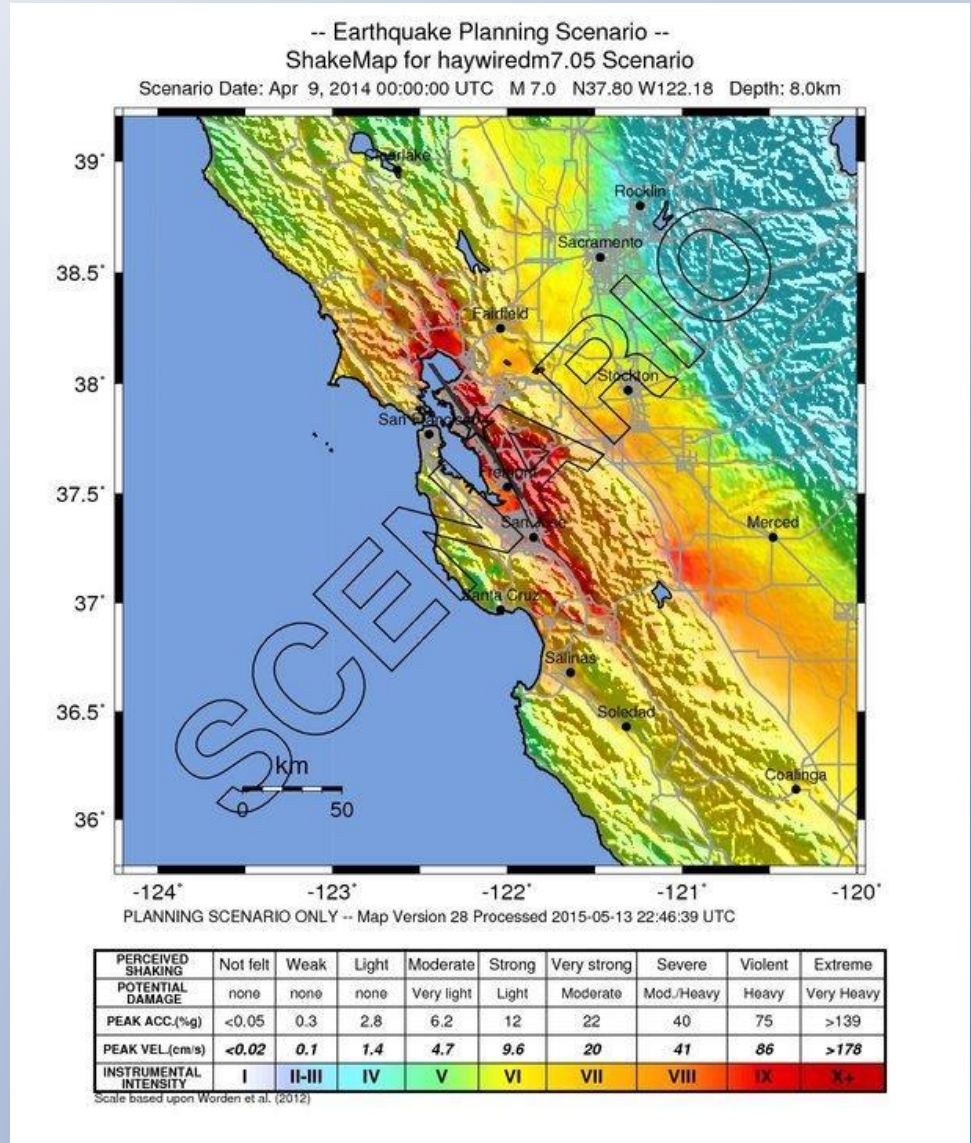 -- Earthquake Planning Scenario --
ShakeMap for haywiredm7.05 Scenario
Scenario Date: Apr 9, 2014 00:00:00 UTC M 7.0 N37.80 W122.18 Depth: 8.0km
39˚
38.5˚
38˚
37.5˚
37˚
36.5˚
36˚
Clearlake
Rocklin
Sacramento
Fairfield
Stockton
San Francisco
Fremont
San Jose
Merced
Santa Cruz
Salinas
Soledad
Coalinga
SCENARIO
km
0 50
-124˚ -123˚ -122˚ -121˚ -120˚
PLANNING SCENARIO ONLY -- Map Version 28 Processed 2015-05-13 22:46:39 UTC
PERCEIVED SHAKING Not felt Weak Light Moderate Strong Very strong Severe Violent Extreme
POTENTIAL DAMAGE none none none Very light Light Moderate Mod./Heavy Heavy Very Heavy
PEAK ACC.(%g) <0.05 0.3 2.8 6.2 12 22 40 75 >139
PEAK VEL.(cm/s) <0.02 0.1 1.4 4.7 9.6 20 41 86 >178
INSTRUMENTAL INTENSITY I II-III IV V VI VII VIII IX X+
Scale based upon Worden et al. (2012)